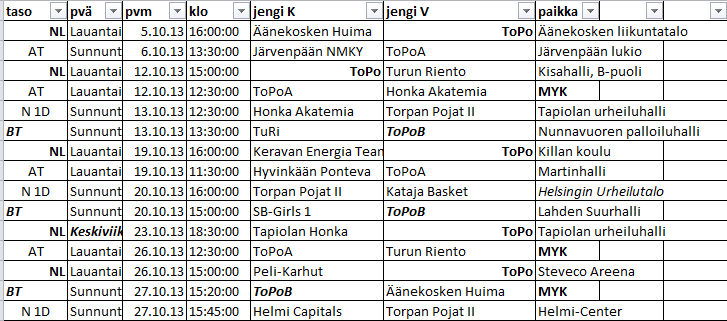 taso pvä pvm klo jengi K jengi V paikka
NL Lauantai 5.10.13 16:00:00 Äänekosken Huima ToPo Äänekosken liikuntatalo
AT Sunnunt 6.10.13 13:30:00 Järvenpään NMKY ToPoA Järvenpään lukio
NL Lauantai 12.10.13 15:00:00 ToPo Turun Riento Kisahalli, B-puoli
AT Lauantai 12.10.13 12:30:00 ToPoA Honka Akatemia MYK
N 1D Sunnunt 13.10.13 12:30:00 Honka Akatemia Torpan Pojat II Tapiolan urheiluhalli
BT Sunnunt 13.10.13 13:30:00 TuRi ToPoB Nunnavuoren palloiluhalli
NL Lauantai 19.10.13 16:00:00 Keravan Energia Team ToPo Killan koulu
AT Lauantai 19.10.13 11:30:00 Hyvinkään Ponteva ToPoA Martinhalli
N 1D Sunnunt 20.10.13 16:00:00 Torpan Pojat II Kataja Basket Helsingin Urheilutalo
BT Sunnunt 20.10.13 15:00:00 SB-Girls 1 ToPoB Lahden Suurhalli
NL Keskiviik 23.10.13 18:30:00 Tapiolan Honka ToPo Tapiolan urheiluhalli
AT Lauantai 26.10.13 12:30:00 ToPoA Turun Riento MYK
NL Lauantai 26.10.13 15:00:00 Peli-Karhut ToPo Steveco Areena
BT Sunnunt 27.10.13 15:20:00 ToPoB Äänekosken Huima MYK
N 1D Sunnunt 27.10.13 15:45:00 Helmi Capitals Torpan Pojat II Helmi-Center